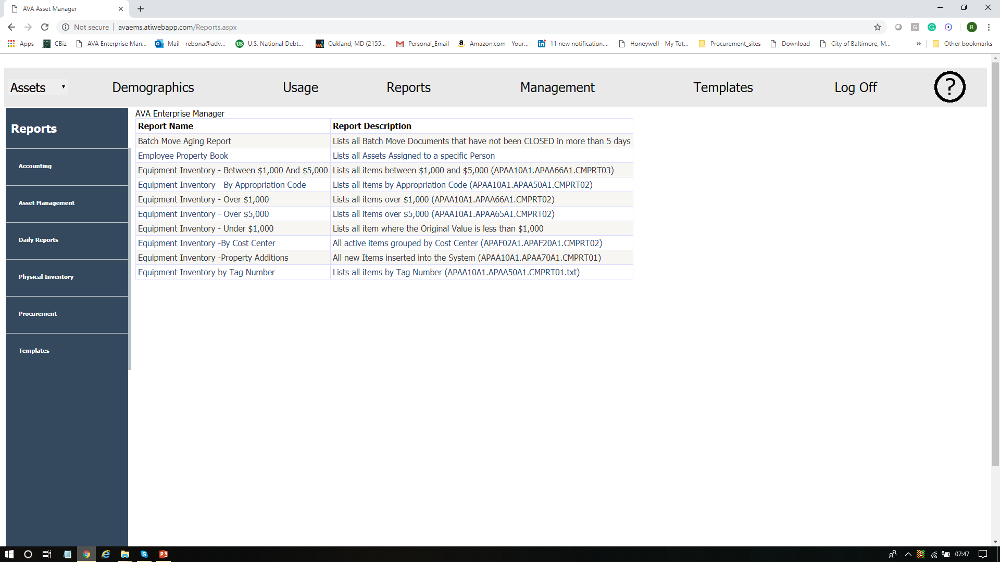 AVA Asset Manager
Not secure avaems.atiwebapp.com/Reports.aspx
R
Apps CBiz AVA Enterprise Man... Mail - rebona@adv... U.S. National Debt... Oakland, MD (2155... Personal_Email Amazon.com - Your... 11 new notification.... Honeywell - My Tot... Procurement_sites Download City of Baltimore, M... » Other bookmarks
Assets Demographics Usage Reports Management Templates Log Off ?
Reports
Accounting
Asset Management
Daily Reports
Physical Inventory
Procurement
Templates
AVA Enterprise Manager
Report Name Report Description
Batch Move Aging Report Lists all Batch Move Documents that have not been CLOSED in more than 5 days
Employee Property Book Lists all Assets Assigned to a specific Person
Equipment Inventory - Between $1,000 And $5,000 Lists all items between $1,000 and $5,000 (APAA10A1.APAA66A1.CMPRT03)
Equipment Inventory - By Appropriation Code Lists all items by Appropriation Code (APAA10A1.APAA50A1.CMPRT02)
Equipment Inventory - Over $1,000 Lists all items over $1,000 (APAA10A1.APAA66A1.CMPRT02)
Equipment Inventory - Over $5,000 Lists all items over $5,000 (APAA10A1.APAA65A1.CMPRT02)
Equipment Inventory - Under $1,000 Lists all item where the Original Value is less than $1,000
Equipment Inventory -By Cost Center All active items grouped by Cost Center (APAF02A1.APAF20A1.CMPRT02)
Equipment Inventory -Property Additions All new Items inserted into the System (APAA10A1.APAA70A1.CMPRT01)
Equipment Inventory by Tag Number Lists all items by Tag Number (APAA10A1.APAA50A1.CMPRT01.txt)
07:47